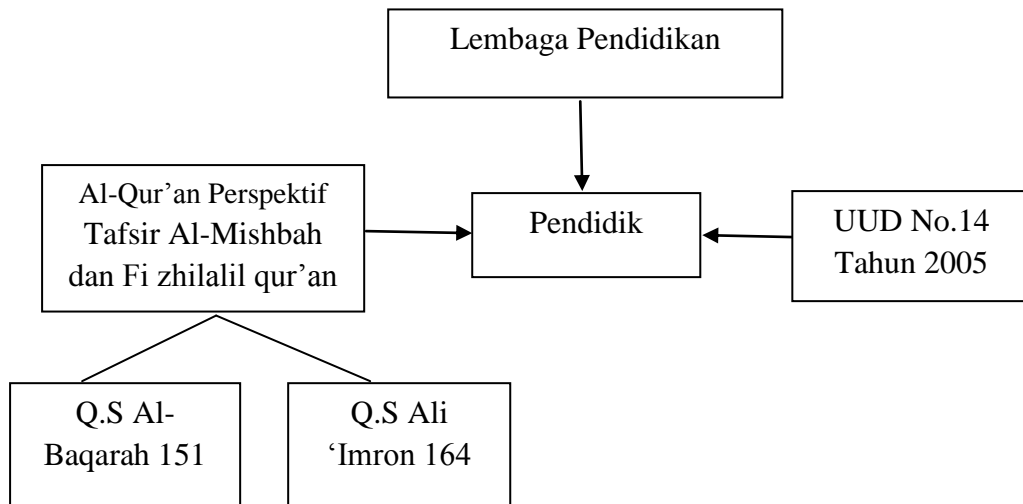 Lembaga Pendidikan
Al-Qur’an Perspektif
Tafsir Al-Mishbah
dan Fi zhilalil qur’an
Pendidik
UUD No.14
Tahun 2005
Q.S Al-
Baqarah 151
Q.S Ali
‘Imron 164